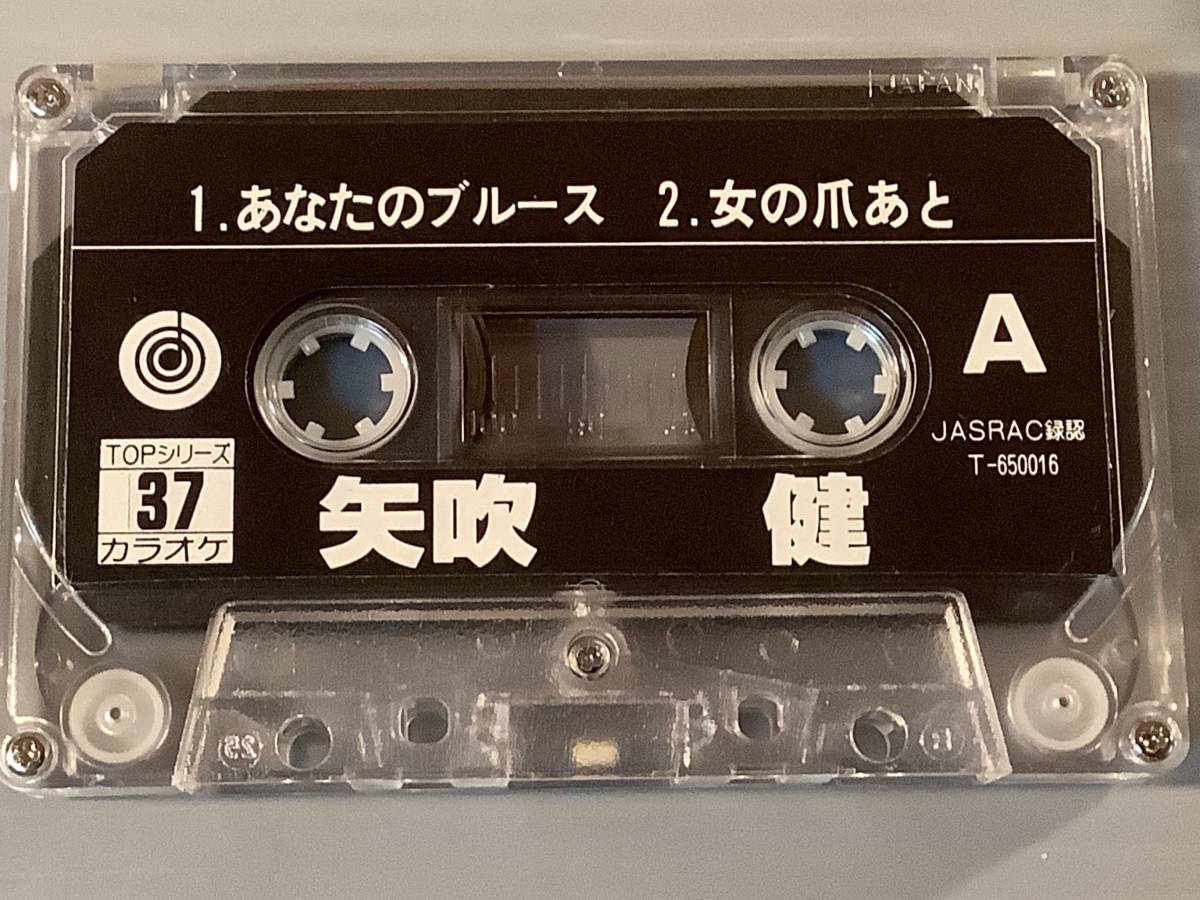 JAPAN
1.あなたのブルース 2.女の爪あと
A
JASRAC録認
T-650016
TOPシリーズ
37
カラオケ
矢吹 健